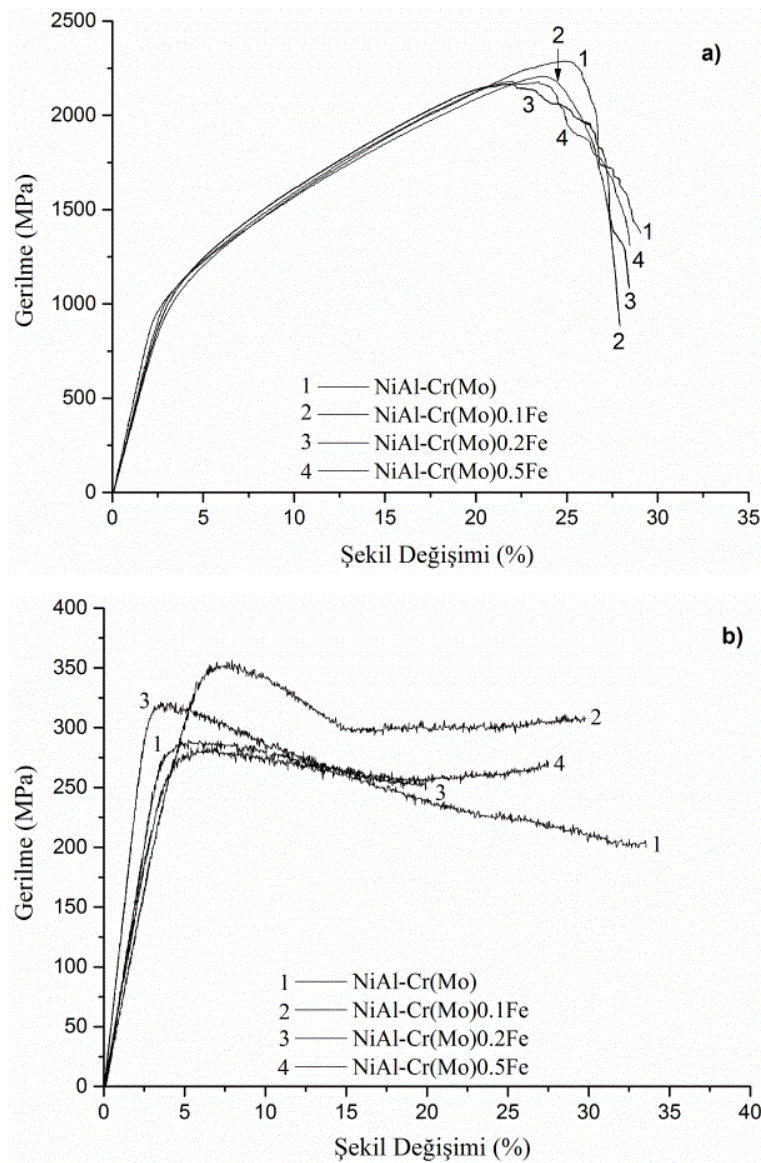 a)
Gerilme (MPa)
2500
2000
1500
1000
500
0
2
1
3
4
1
4
3
2
1 NiAl-Cr(Mo)
2 NiAl-Cr(Mo)0.1Fe
3 NiAl-Cr(Mo)0.2Fe
4 NiAl-Cr(Mo)0.5Fe
0 5 10 15 20 25 30 35
Şekil Değişimi (%)
b)
Gerilme (MPa)
400
350
300
250
200
150
100
50
0
3
1
2
4
3
1
1 NiAl-Cr(Mo)
2 NiAl-Cr(Mo)0.1Fe
3 NiAl-Cr(Mo)0.2Fe
4 NiAl-Cr(Mo)0.5Fe
0 5 10 15 20 25 30 35 40
Şekil Değişimi (%)